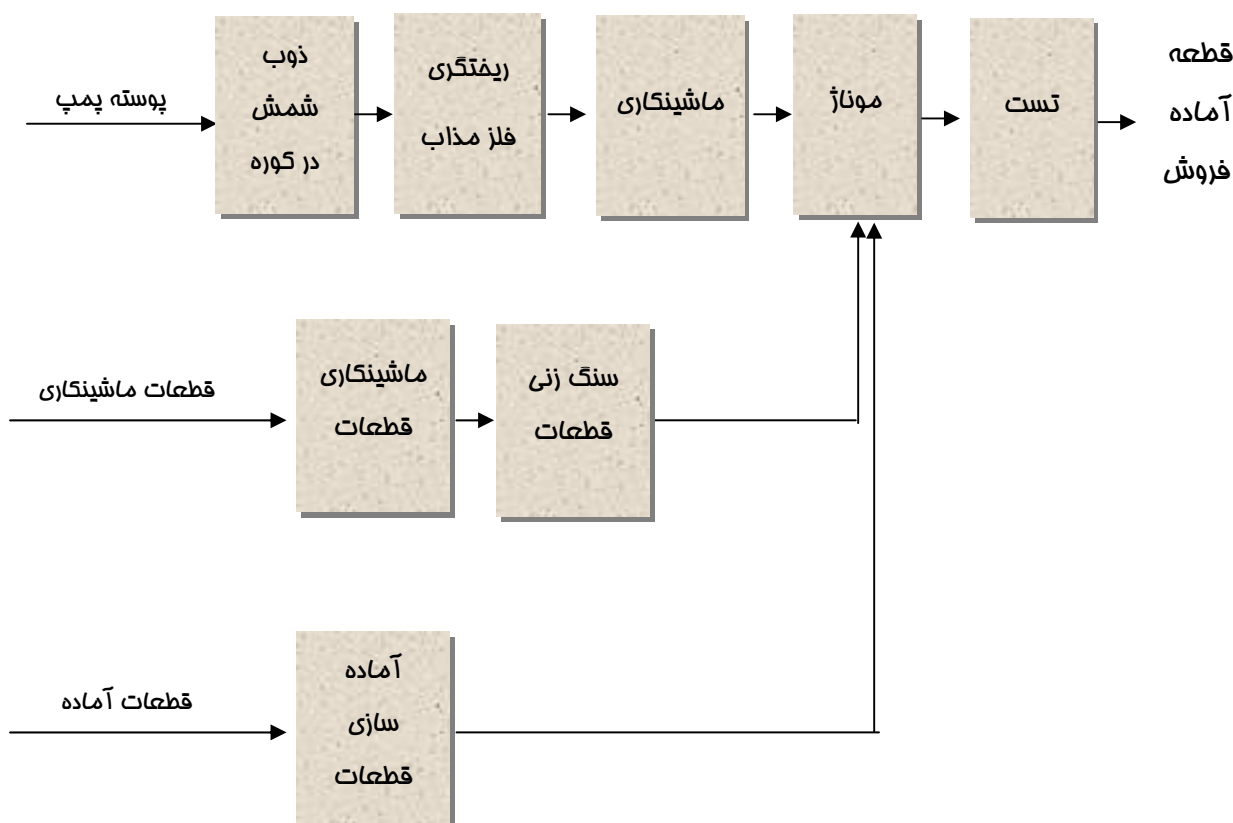 پوسته پمپ
ذوب
شمش
در کوره
ریختگری
فلز مذاب
ماشینکاری
موناژ
تست
قطعه
آماده
فروش
قطعات ماشینکاری
ماشینکاری
قطعات
سنگ زنی
قطعات
قطعات آماده
آماده
سازی
قطعات